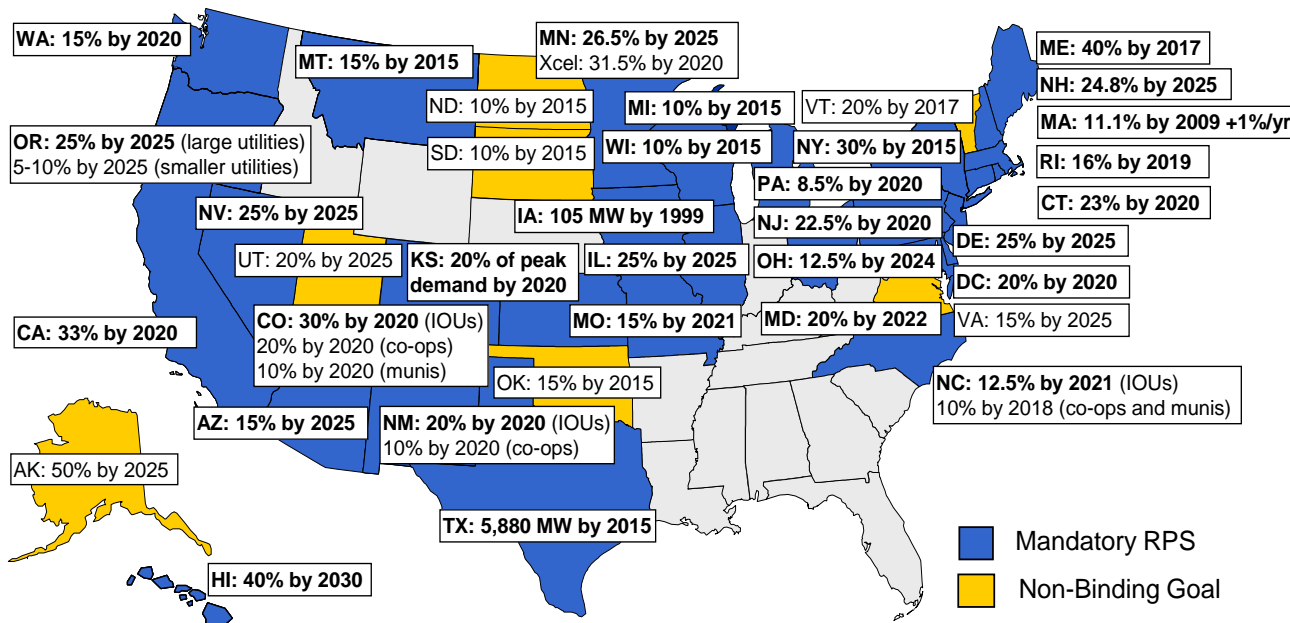 WA: 15% by 2020
MT: 15% by 2015
MN: 26.5% by 2025
Xcel: 31.5% by 2020
ME: 40% by 2017
NH: 24.8% by 2025
ND: 10% by 2015
MI: 10% by 2015
VT: 20% by 2017
MA: 11.1% by 2009 +1%/yr
OR: 25% by 2025 (large utilities)
5-10% by 2025 (smaller utilities)
SD: 10% by 2015
WI: 10% by 2015
NY: 30% by 2015
RI: 16% by 2019
PA: 8.5% by 2020
CT: 23% by 2020
NV: 25% by 2025
IA: 105 MW by 1999
NJ: 22.5% by 2020
DE: 25% by 2025
UT: 20% by 2025
KS: 20% of peak
demand by 2020
IL: 25% by 2025
OH: 12.5% by 2024
DC: 20% by 2020
CA: 33% by 2020
CO: 30% by 2020 (IOUs)
20% by 2020 (co-ops)
10% by 2020 (munis)
MO: 15% by 2021
MD: 20% by 2022
VA: 15% by 2025
OK: 15% by 2015
NC: 12.5% by 2021 (IOUs)
10% by 2018 (co-ops and munis)
AZ: 15% by 2025
NM: 20% by 2020 (IOUs)
10% by 2020 (co-ops)
AK: 50% by 2025
TX: 5,880 MW by 2015
HI: 40% by 2030
Mandatory RPS
Non-Binding Goal